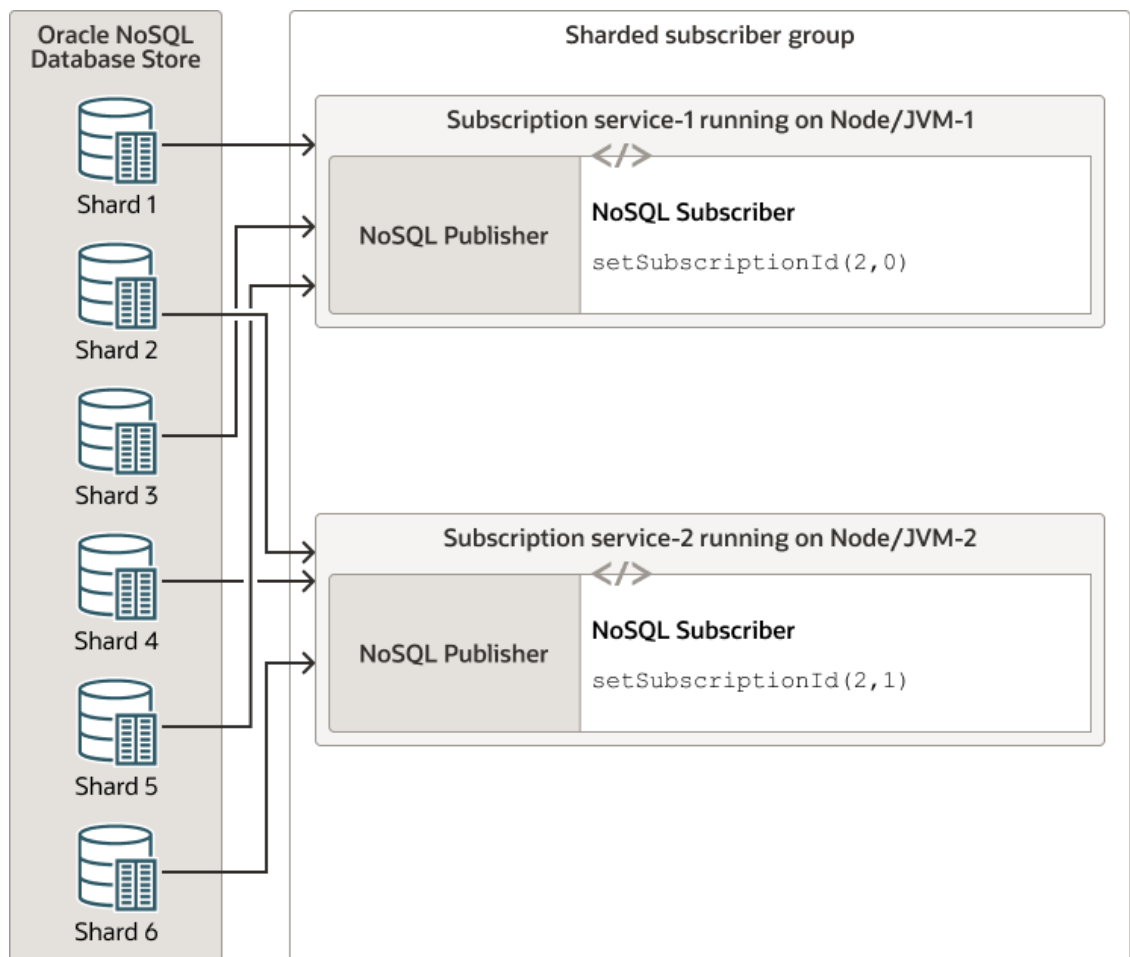 Oracle NoSQL
Database Store
Shard 1
Shard 2
Shard 3
Shard 4
Shard 5
Shard 6
Sharded subscriber group
Subscription service-1 running on Node/JVM-1
</>
NoSQL Publisher
NoSQL Subscriber
setSubscriptionId(2,0)
Subscription service-2 running on Node/JVM-2
</>
NoSQL Publisher
NoSQL Subscriber
setSubscriptionId(2,1)